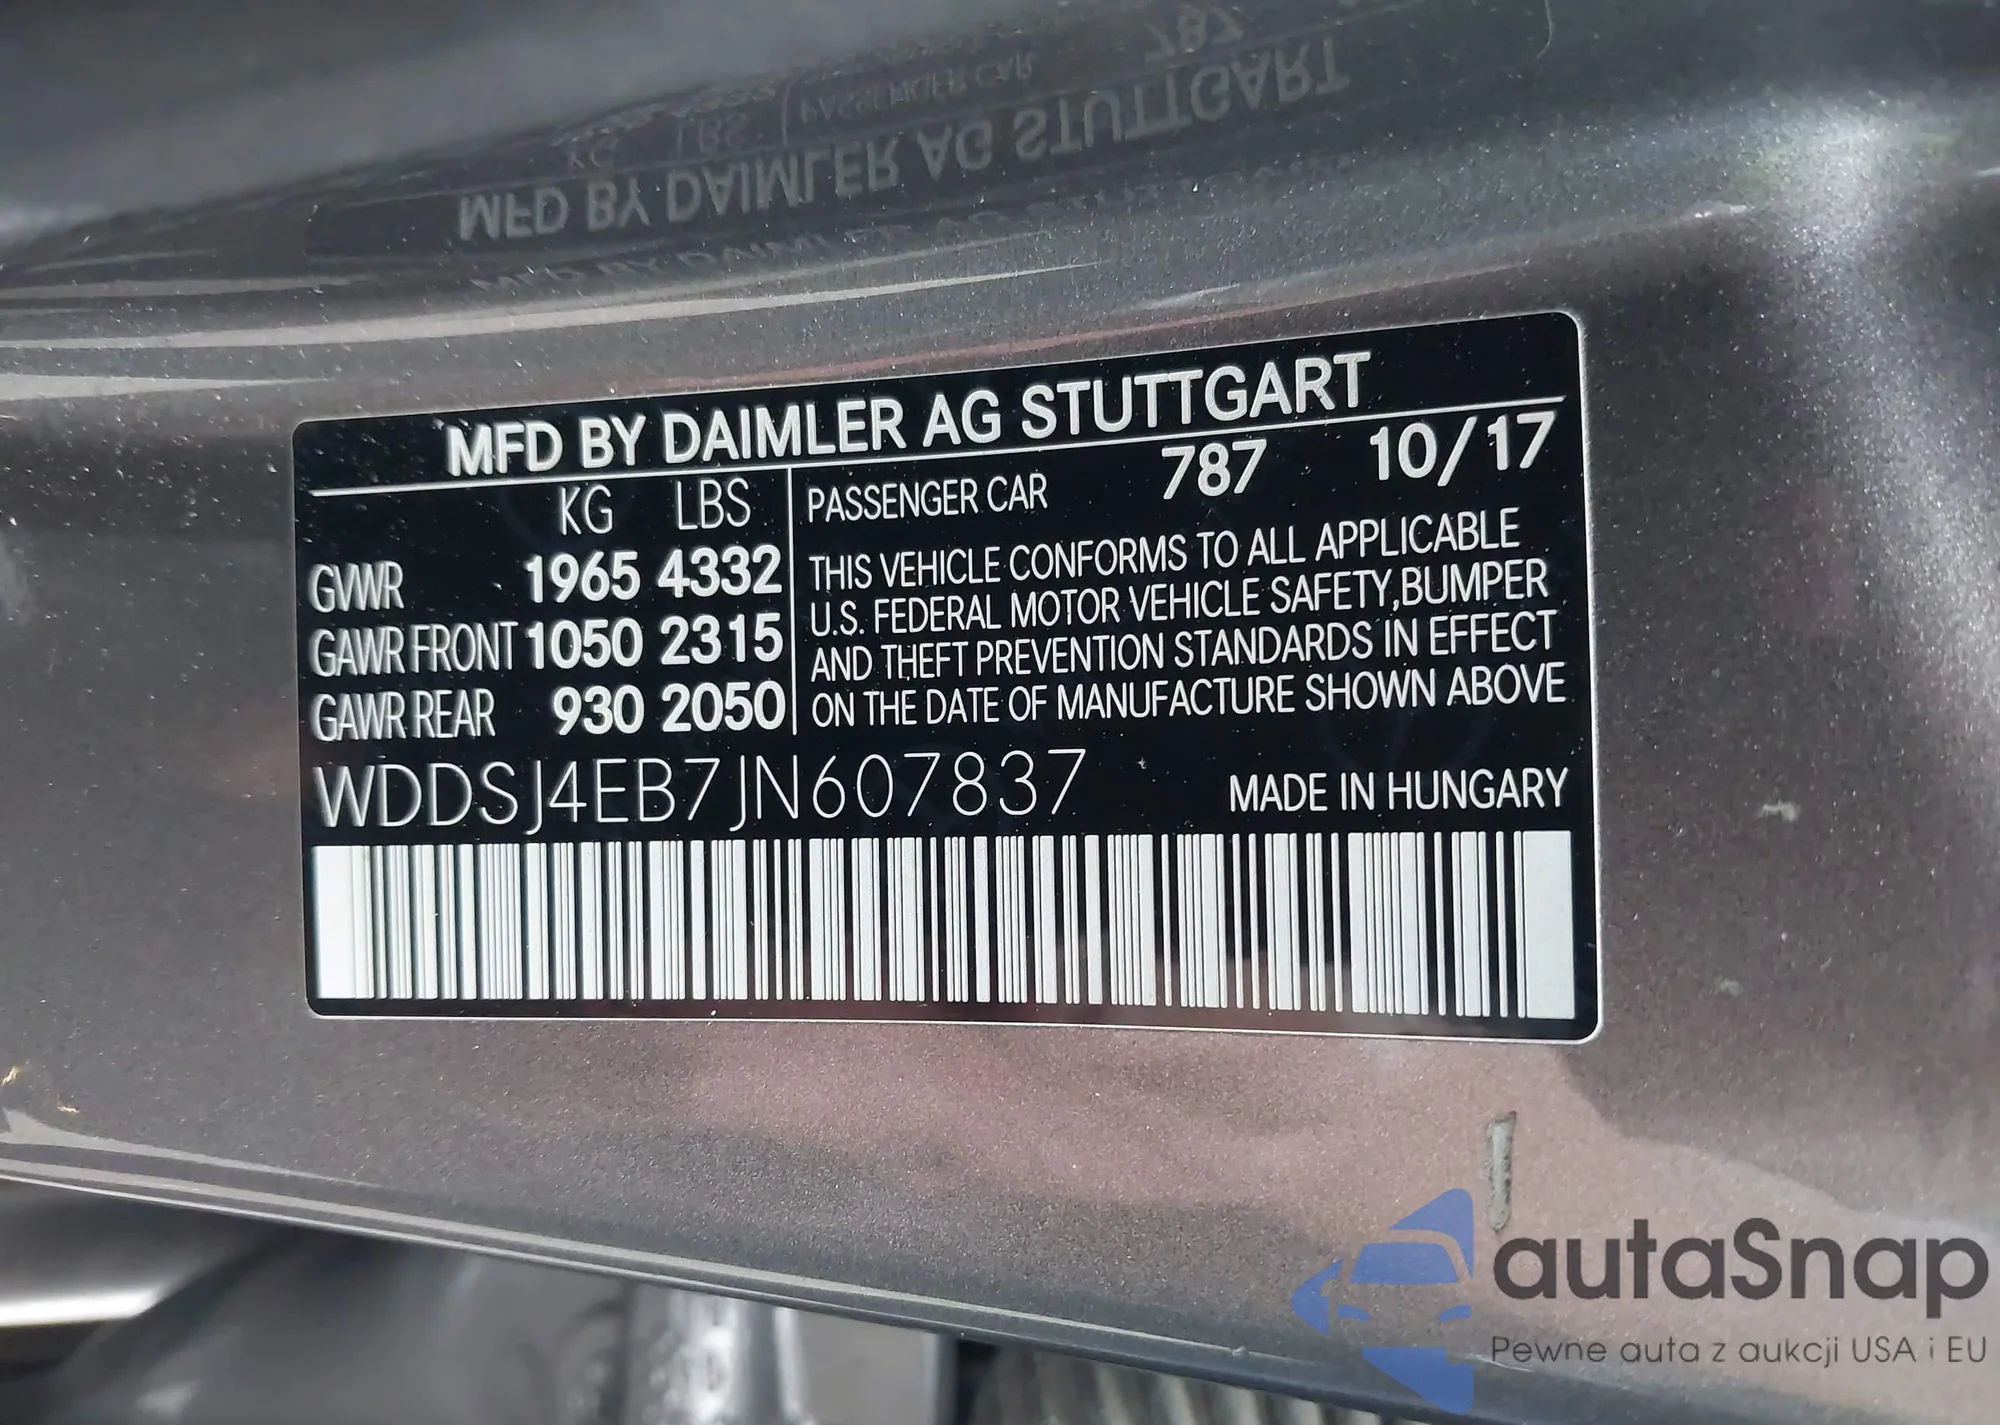 MFD BY DAIMLER AG STUTTGART
KG LBS
GVWR 1965 4332
GAWR FRONT 1050 2315
GAWR REAR 930 2050
PASSENGER CAR 787 10/17
THIS VEHICLE CONFORMS TO ALL APPLICABLE
U.S. FEDERAL MOTOR VEHICLE SAFETY, BUMPER
AND THEFT PREVENTION STANDARDS IN EFFECT
ON THE DATE OF MANUFACTURE SHOWN ABOVE
WDDSJ4EB7JN607837 MADE IN HUNGARY
autaSnap
Pewne auta z aukcji USA i EU